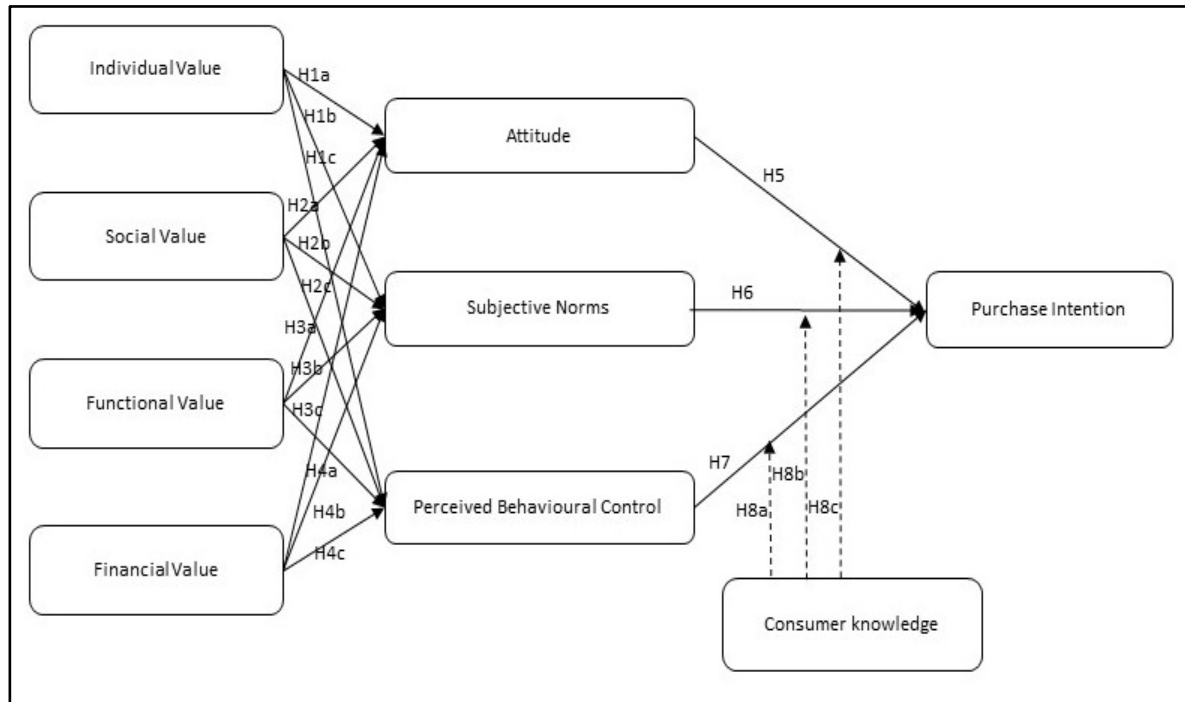 Individual Value
H1a
H1b
H1c
Attitude
H5
Social Value
H2a
H2b
H2c
Subjective Norms
H6
Purchase Intention
Functional Value
H3a
H3b
H3c
Perceived Behavioural Control
H7
Financial Value
H4a
H4b
H4c
H8a
H8b
H8c
Consumer knowledge